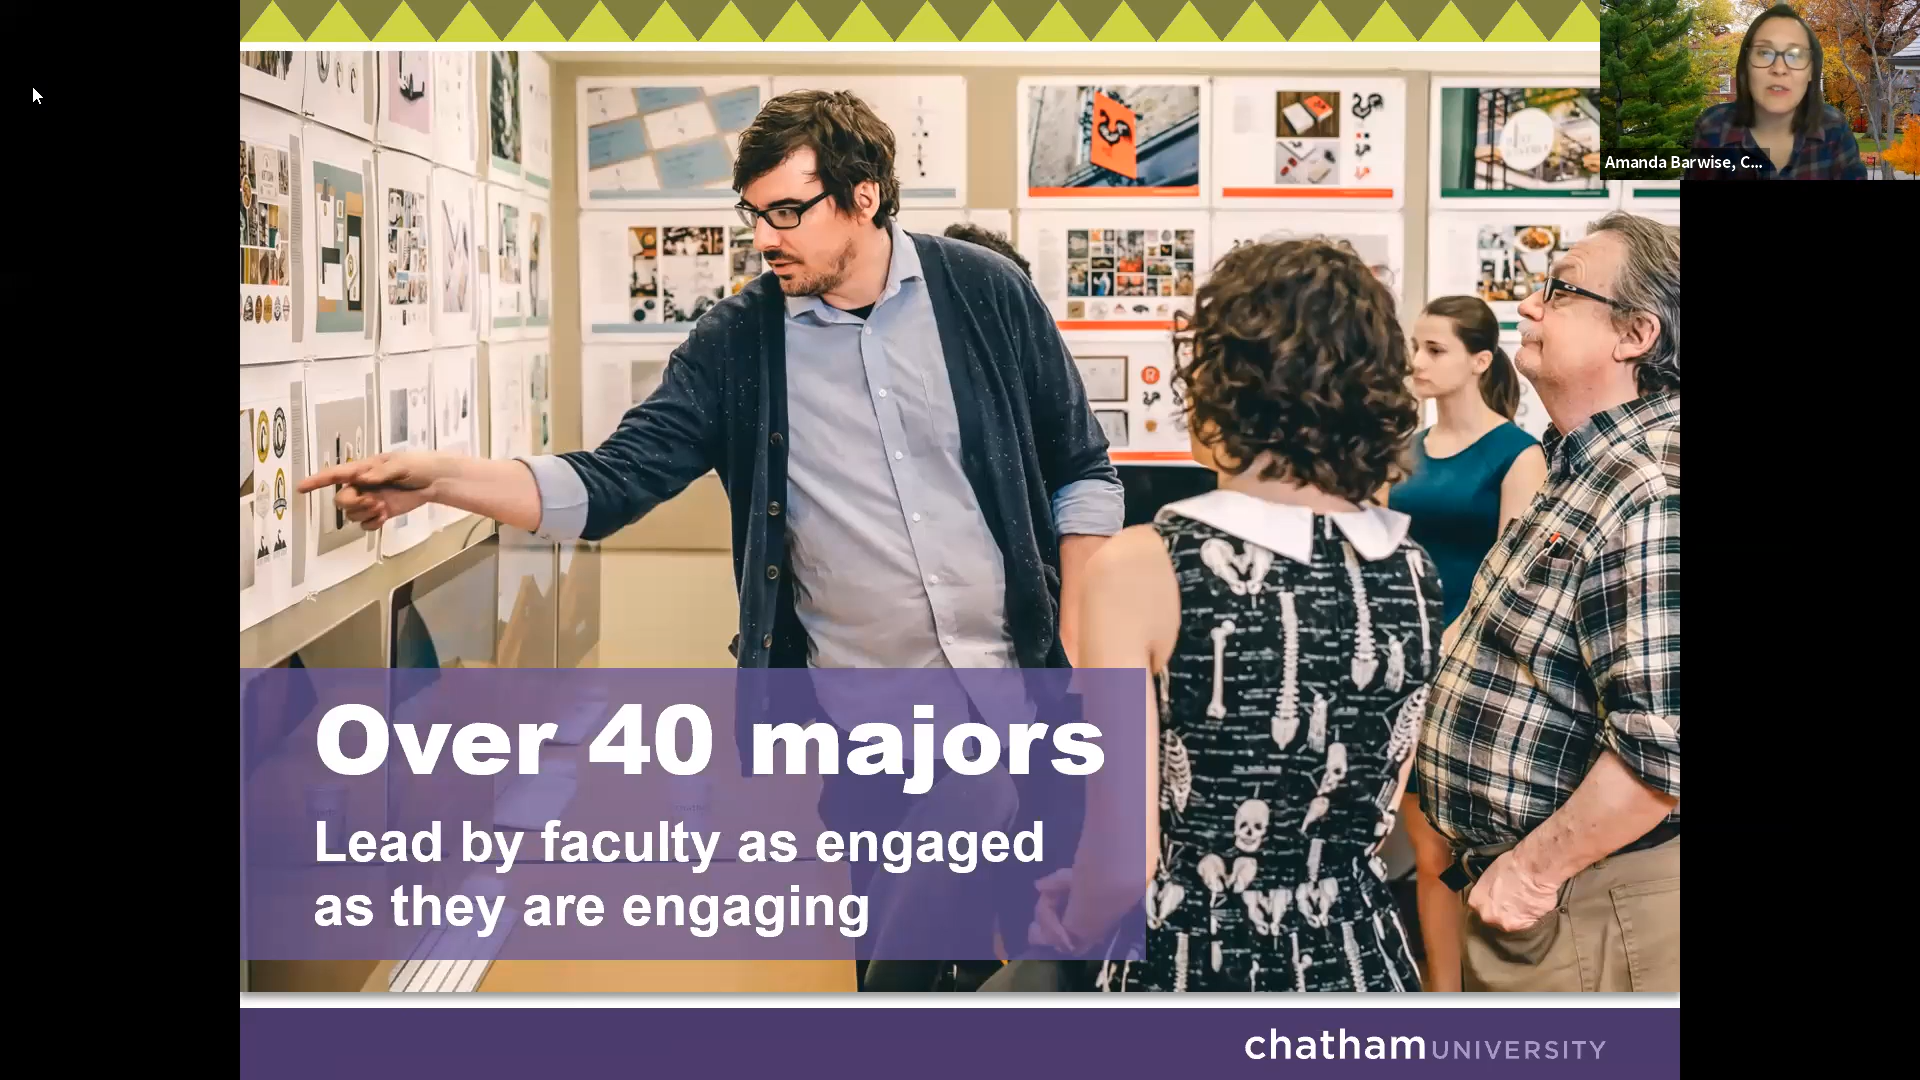 Amanda Barwise, C...
Over 40 majors
Lead by faculty as engaged
as they are engaging
chatham UNIVERSITY